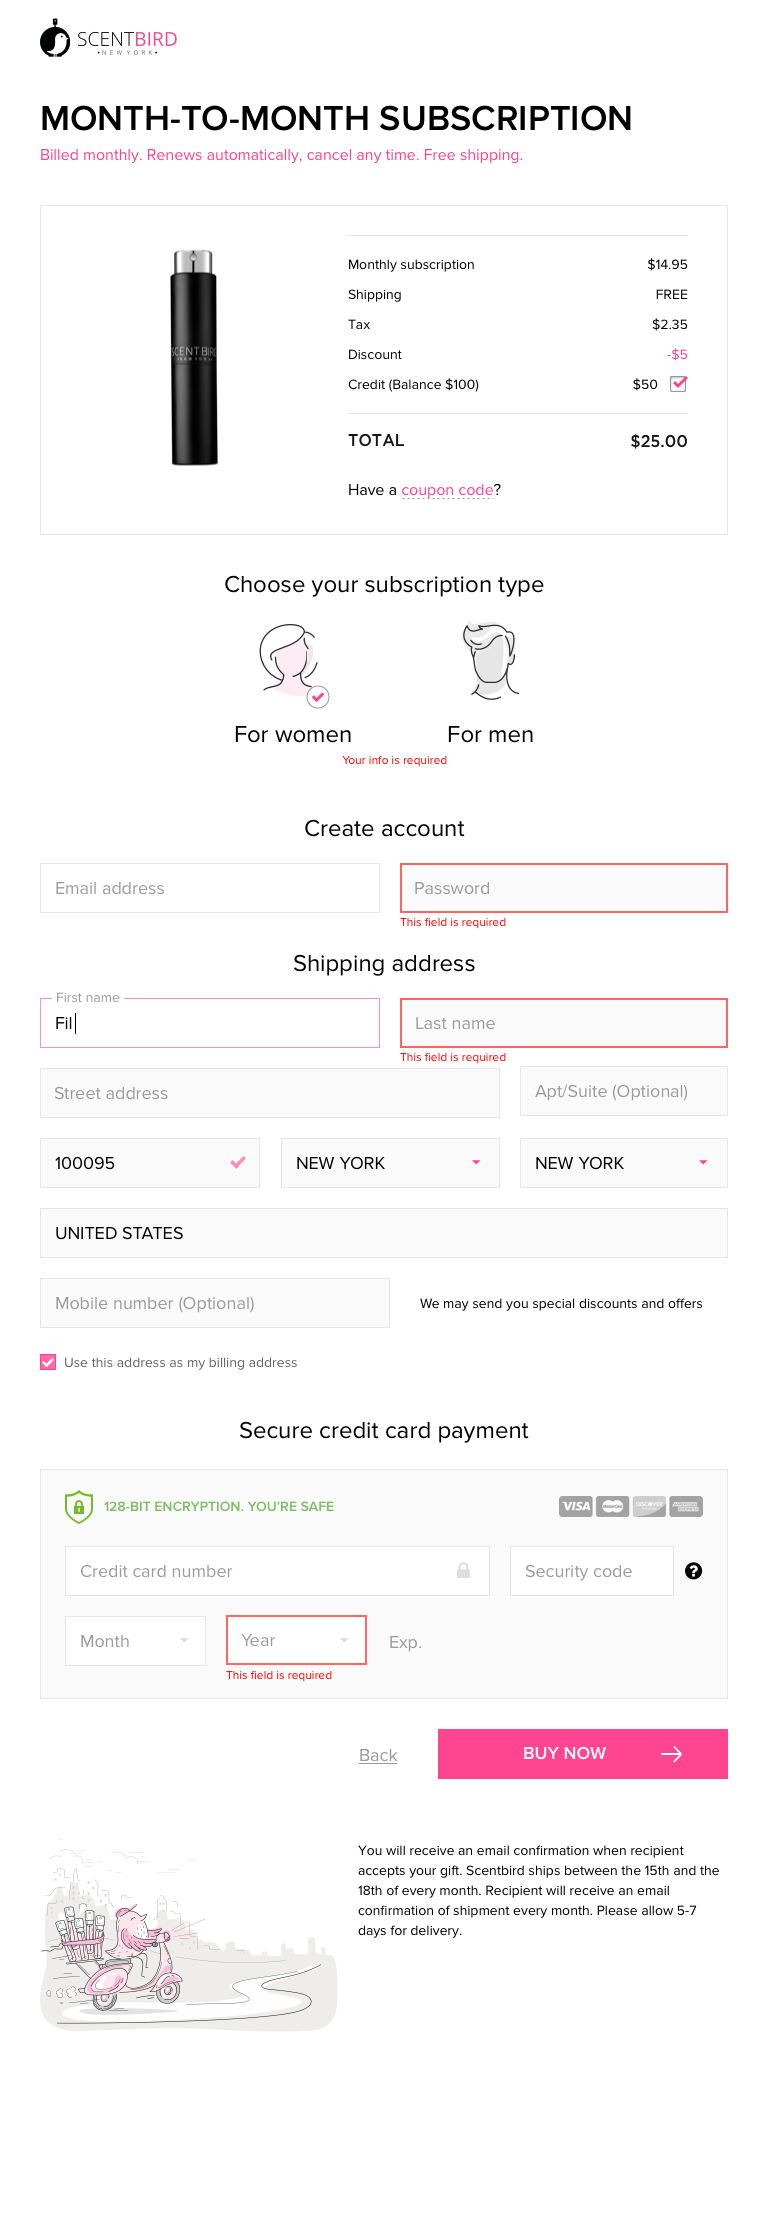 SCENTBIRD
•NEW YORK•
MONTH-TO-MONTH SUBSCRIPTION
Billed monthly. Renews automatically, cancel any time. Free shipping.
Monthly subscription $14.95
Shipping FREE
Tax $2.35
Discount -$5
Credit (Balance $100) $50
SCENTBIRD
NEW YORK
TOTAL $25.00
Have a coupon code?
Choose your subscription type
For women For men
Your info is required
Create account
Email address Password
This field is required
Shipping address
First name
Fil Last name
This field is required
Street address Apt/Suite (Optional)
100095 NEW YORK NEW YORK
UNITED STATES
Mobile number (Optional) We may send you special discounts and offers
Use this address as my billing address
Secure credit card payment
128-BIT ENCRYPTION. YOU'RE SAFE VISA MasterCard DISCOVER AMERICAN EXPRESS
Credit card number Security code ?
Month Year Exp.
This field is required
Back BUY NOW
You will receive an email confirmation when recipient
accepts your gift. Scentbird ships between the 15th and the
18th of every month. Recipient will receive an email
confirmation of shipment every month. Please allow 5-7
days for delivery.